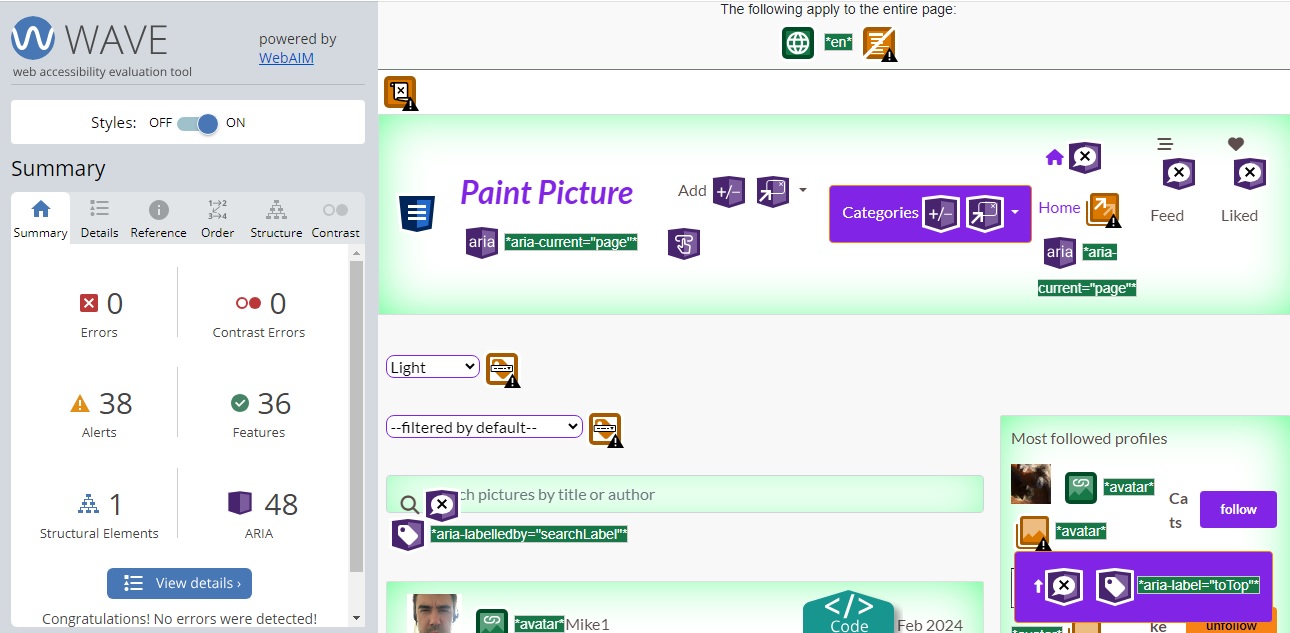 WAVE
powered by
WebAIM
web accessibility evaluation tool
Styles: OFF ON
Summary
Summary Details Reference Order Structure Contrast
0 Errors
0 Contrast Errors
38 Alerts
36 Features
1 Structural Elements
48 ARIA
View details ›
Congratulations! No errors were detected!
The following apply to the entire page:
*en*
Paint Picture
aria *aria-current="page"*
Add
+/-
Categories
+/-
Home
aria *aria-
current="page"*
Feed
Liked
Light
--filtered by default--
ch pictures by title or author
*aria-labelledby="searchLabel"*
*avatar* Mike1
</>
Code
Feb 2024
Most followed profiles
*avatar*
Ca
ts
follow
*avatar*
*aria-label="toTop"*
*avatar*
ke
unfollow